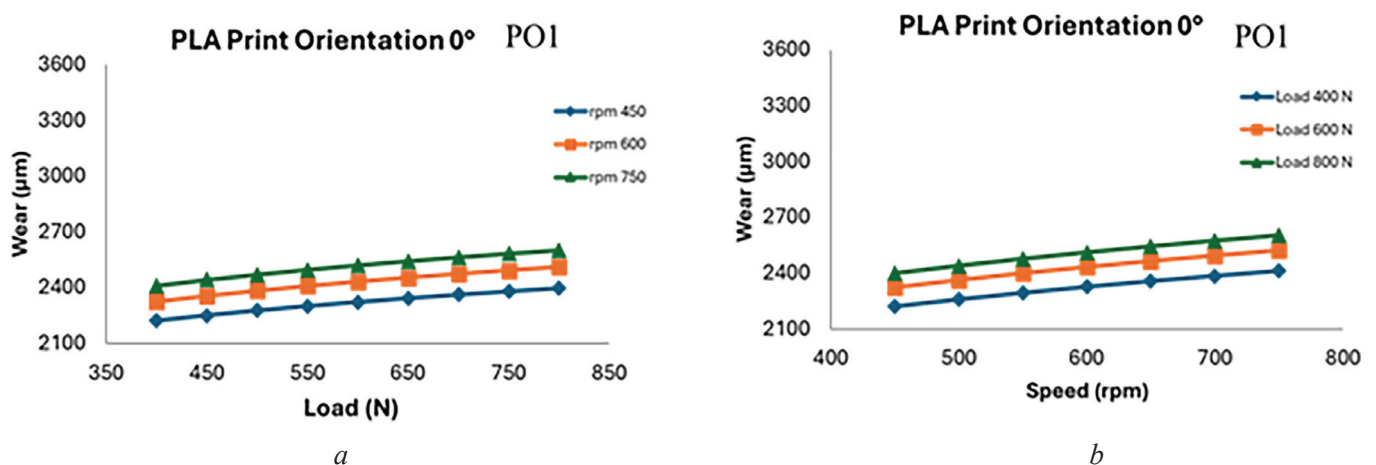 PLA Print Orientation 0° PO1
3600
3300
3000
2700
2400
2100
Wear (µm)
rpm 450
rpm 600
rpm 750
350 450 550 650 750 850
Load (N)
a
PLA Print Orientation 0° PO1
3600
3300
3000
2700
2400
2100
Wear (µm)
Load 400 N
Load 600 N
Load 800 N
400 500 600 700 800
Speed (rpm)
b